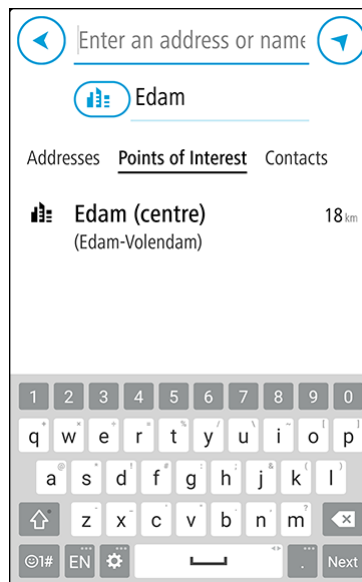 Enter an address or name
Edam
Addresses Points of Interest Contacts
Edam (centre) 18 km
(Edam-Volendam)
1 2 3 4 5 6 7 8 9 0
q w e r t y u i o p
a s d f g h j k l
z x c v b n m
1# EN . Next